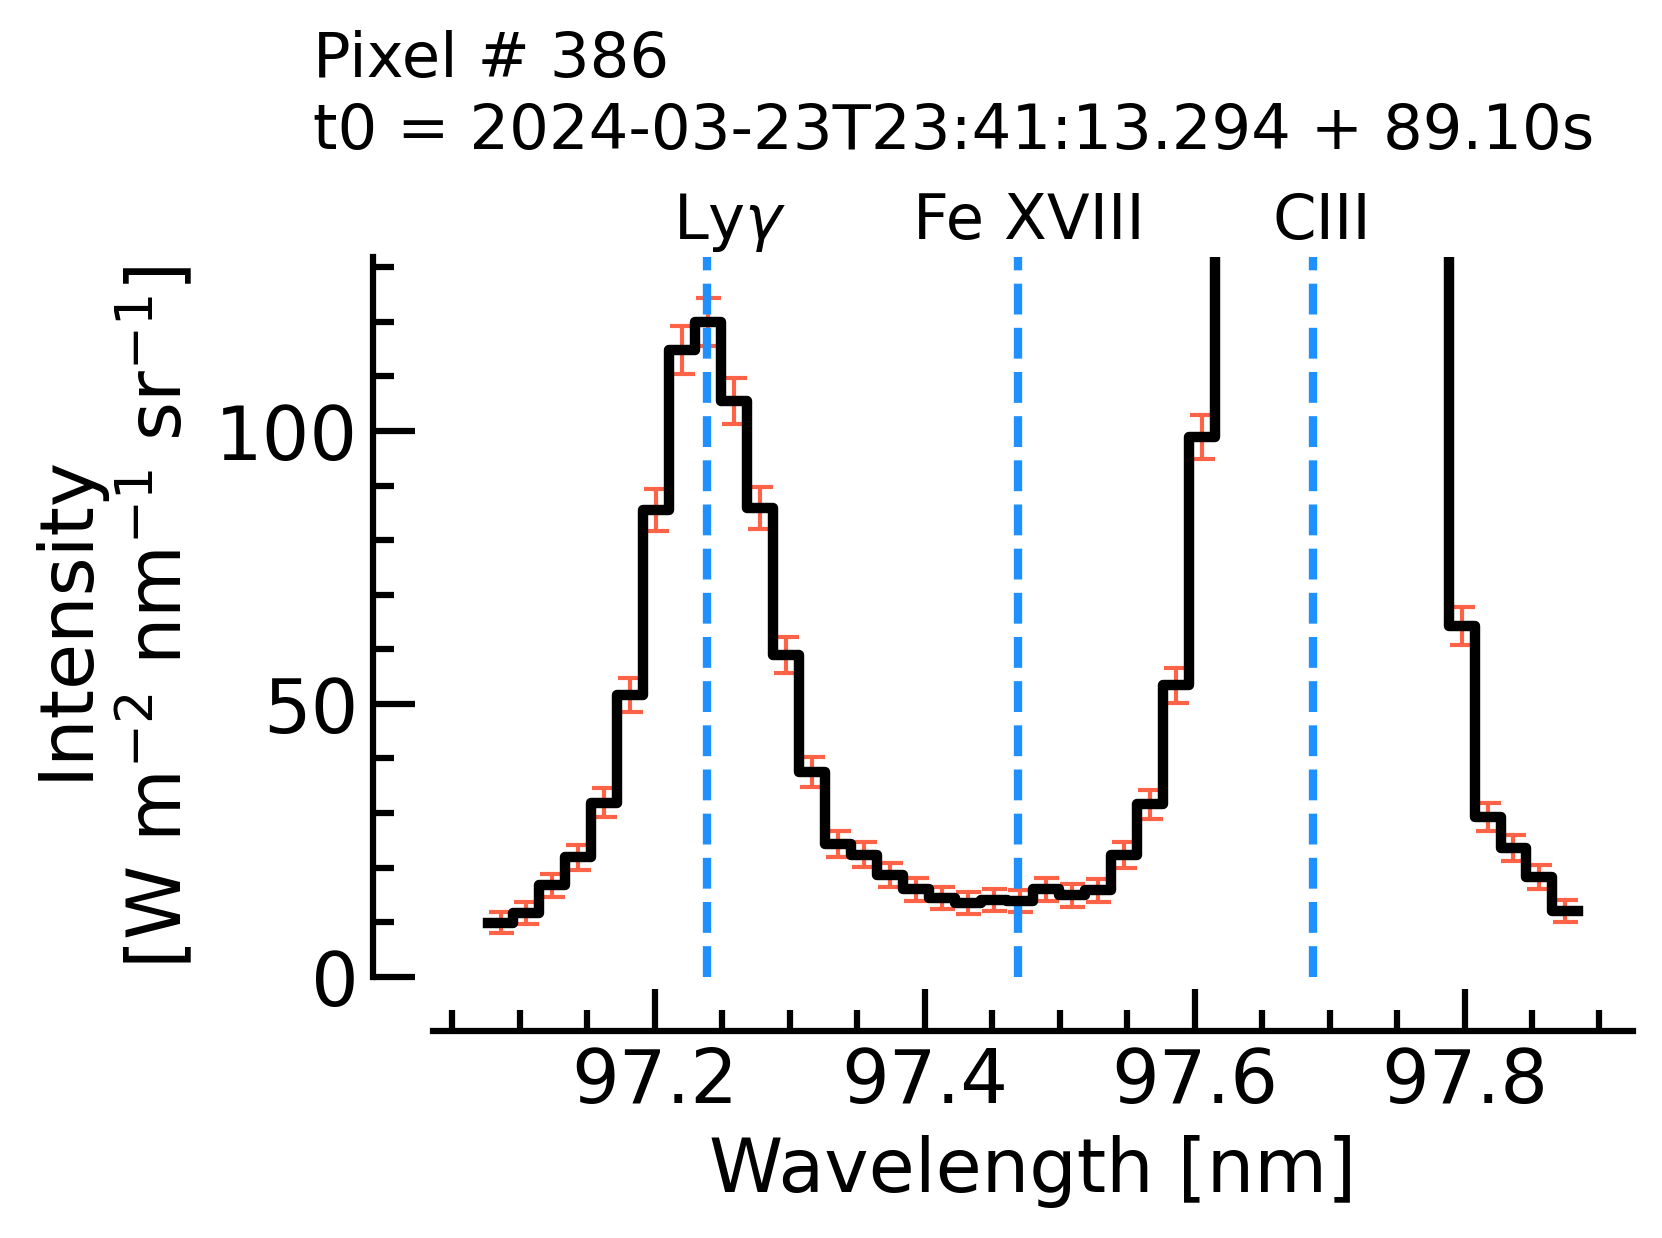 Pixel # 386
t0 = 2024-03-23T23:41:13.294 + 89.10s
Lyγ Fe XVIII CIII
Intensity
[W m⁻² nm⁻¹ sr⁻¹]
100
50
0
97.2 97.4 97.6 97.8
Wavelength [nm]